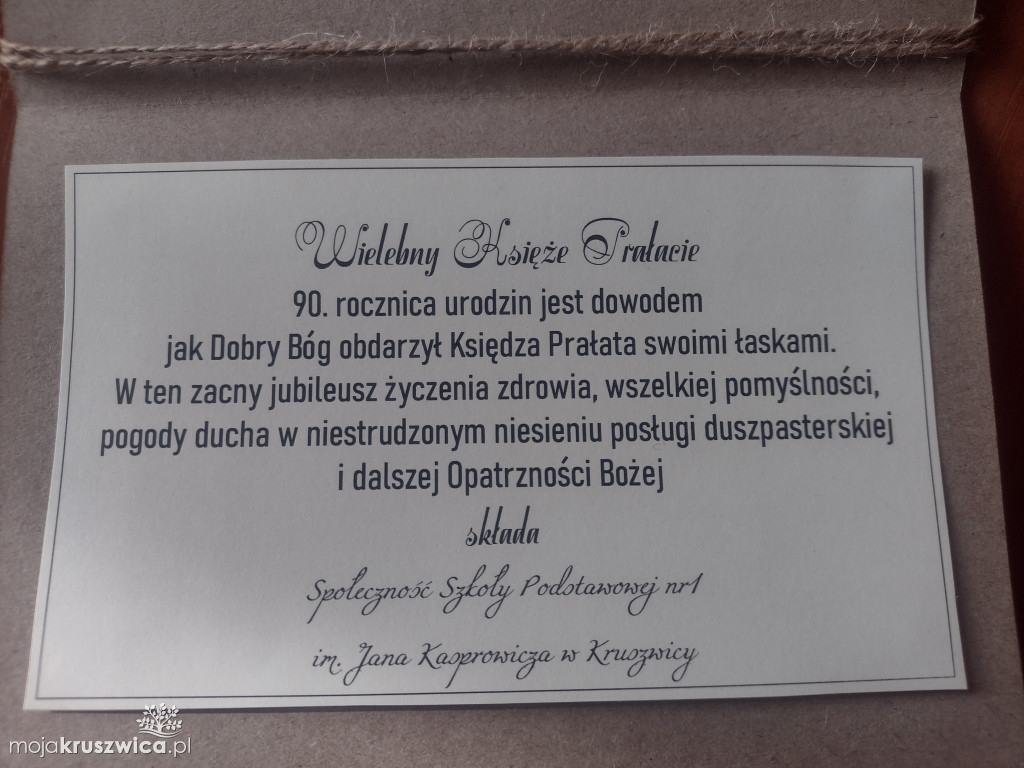 Wielebny Księże Prałacie
90. rocznica urodzin jest dowodem
jak Dobry Bóg obdarzył Księdza Prałata swoimi łaskami.
W ten zacny jubileusz życzenia zdrowia, wszelkiej pomyślności,
pogody ducha w niestrudzonym niesieniu posługi duszpasterskiej
i dalszej Opatrzności Bożej
składa
Społeczność Szkoły Podstawowej nr1
im. Jana Kasprowicza w Kruszwicy
mojakruszwica.pl